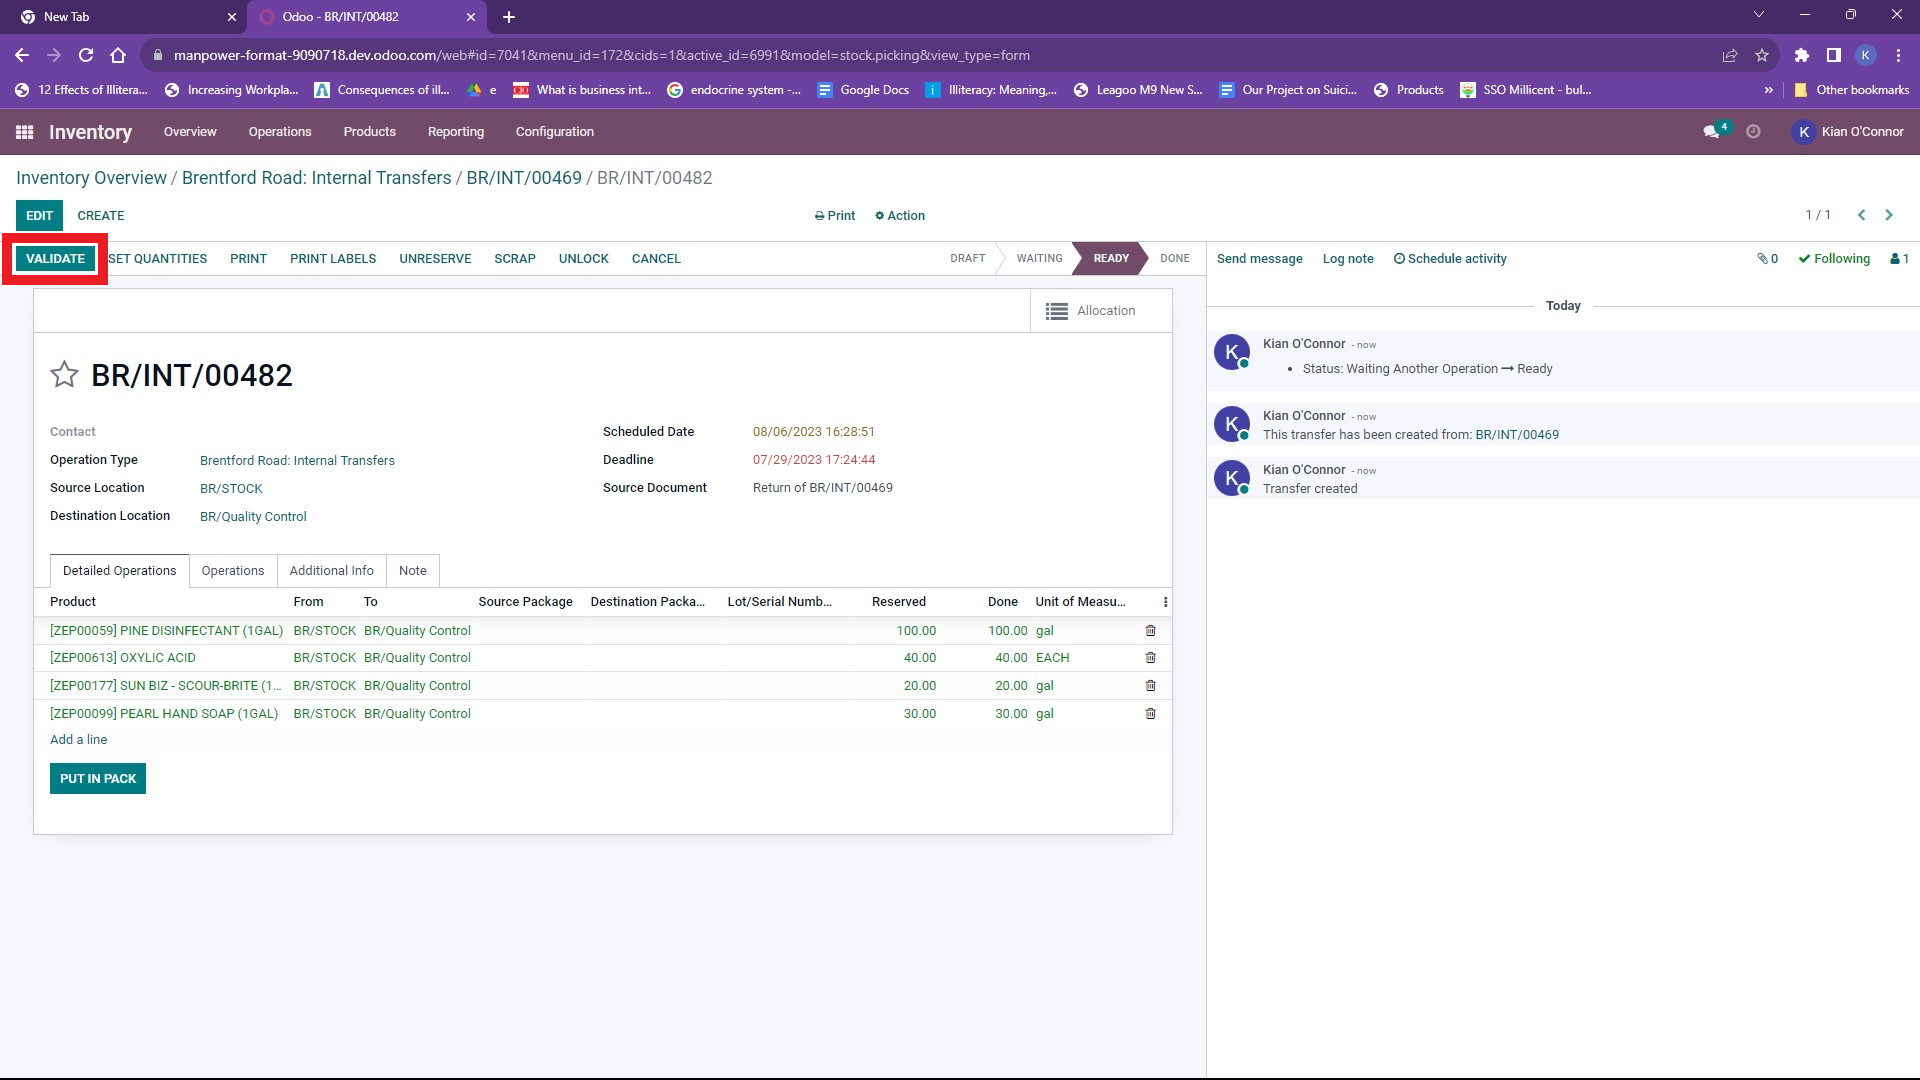 New Tab
Odoo - BR/INT/00482
manpower-format-9090718.dev.odoo.com/web#id=7041&menu_id=172&cids=1&active_id=6991&model=stock.picking&view_type=form
K
12 Effects of Illitera... Increasing Workpla... Consequences of ill... e What is business int... endocrine system -... Google Docs Illiteracy: Meaning,... Leagoo M9 New S... Our Project on Suici... Products SSO Millicent - bul... » Other bookmarks
Inventory Overview Operations Products Reporting Configuration 4 K Kian O'Connor
Inventory Overview / Brentford Road: Internal Transfers / BR/INT/00469 / BR/INT/00482
EDIT CREATE Print Action 1 / 1
VALIDATE SET QUANTITIES PRINT PRINT LABELS UNRESERVE SCRAP UNLOCK CANCEL DRAFT WAITING READY DONE
Send message Log note Schedule activity 0 Following 1
Allocation
BR/INT/00482
Contact
Operation Type Brentford Road: Internal Transfers
Source Location BR/STOCK
Destination Location BR/Quality Control
Scheduled Date 08/06/2023 16:28:51
Deadline 07/29/2023 17:24:44
Source Document Return of BR/INT/00469
Detailed Operations Operations Additional Info Note
Product From To Source Package Destination Packa... Lot/Serial Numb... Reserved Done Unit of Measu...
[ZEP00059] PINE DISINFECTANT (1GAL) BR/STOCK BR/Quality Control 100.00 100.00 gal
[ZEP00613] OXYLIC ACID BR/STOCK BR/Quality Control 40.00 40.00 EACH
[ZEP00177] SUN BIZ - SCOUR-BRITE (1... BR/STOCK BR/Quality Control 20.00 20.00 gal
[ZEP00099] PEARL HAND SOAP (1GAL) BR/STOCK BR/Quality Control 30.00 30.00 gal
Add a line
PUT IN PACK
Today
K Kian O'Connor - now
• Status: Waiting Another Operation → Ready
K Kian O'Connor - now
This transfer has been created from: BR/INT/00469
K Kian O'Connor - now
Transfer created